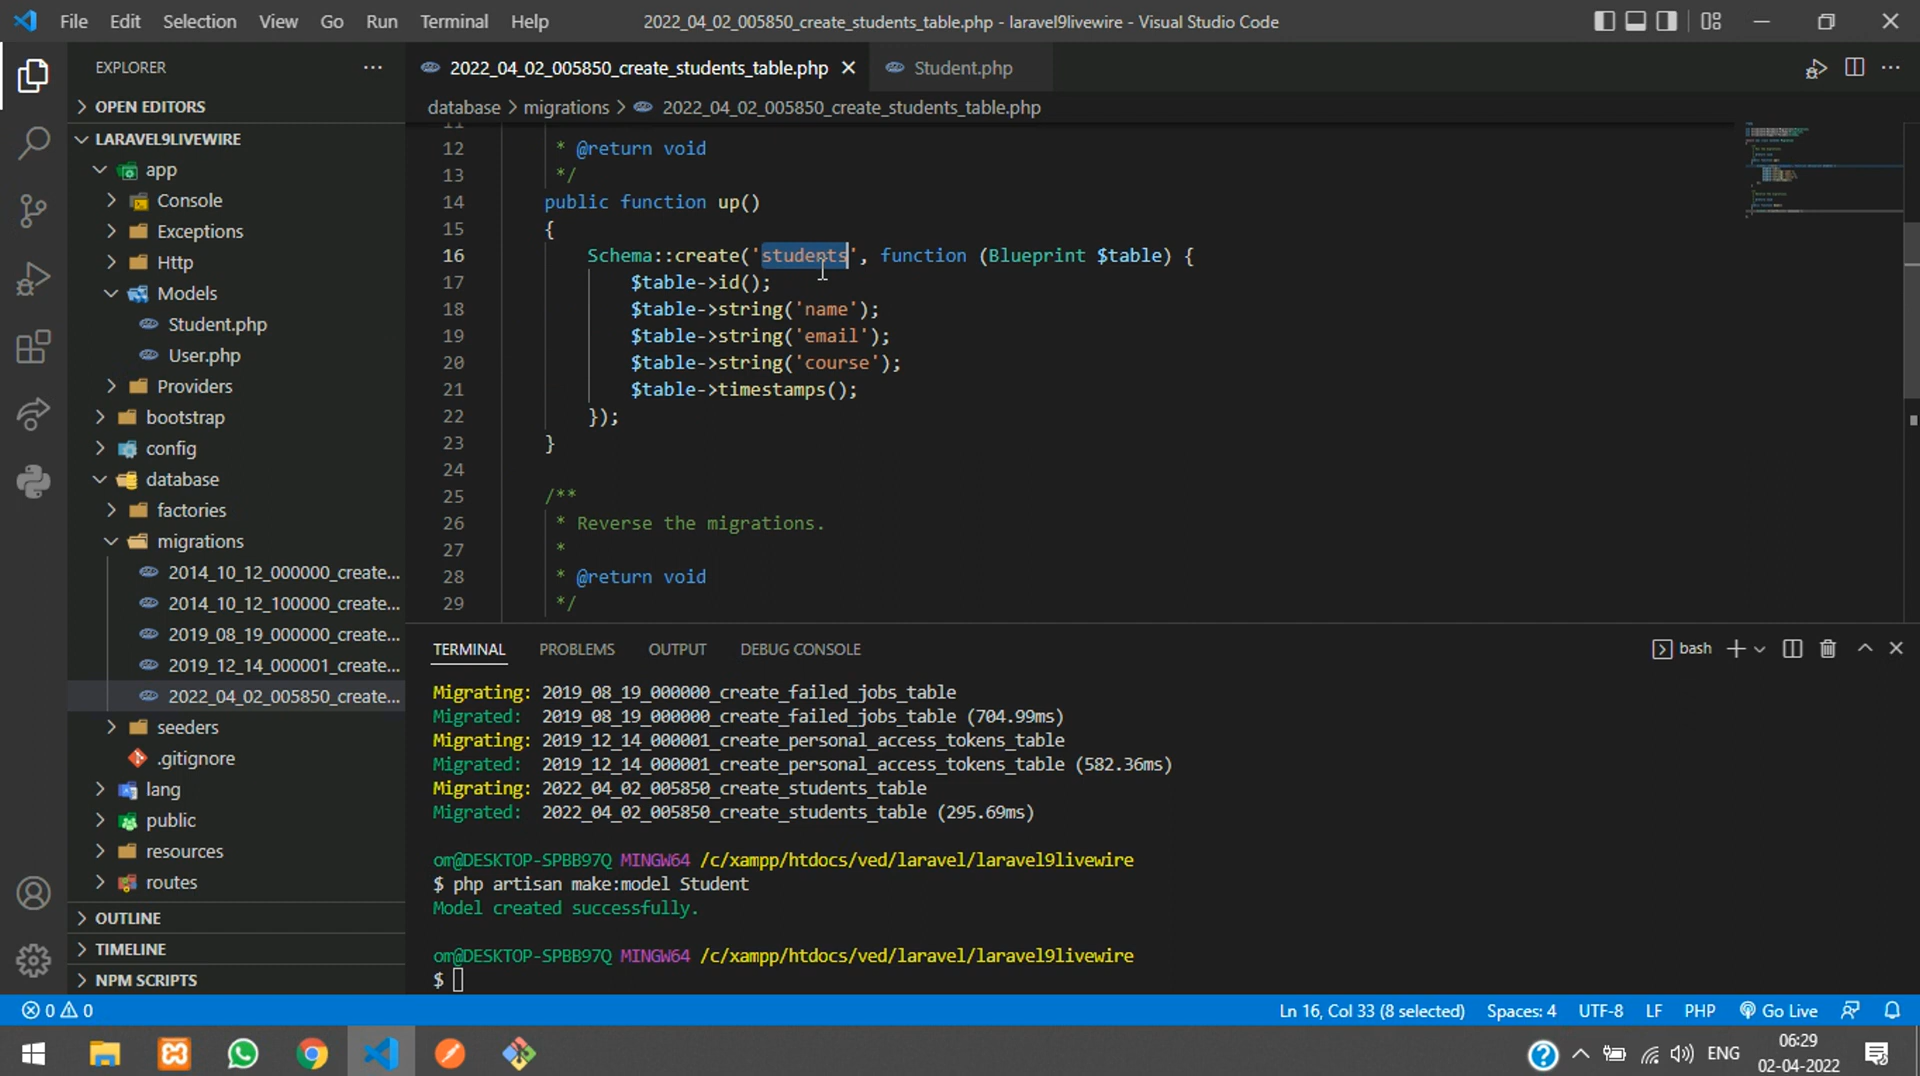 File Edit Selection View Go Run Terminal Help
2022_04_02_005850_create_students_table.php - laravel9livewire - Visual Studio Code
EXPLORER
OPEN EDITORS
LARAVEL9LIVEWIRE
app
Console
Exceptions
Http
Models
Student.php
User.php
Providers
bootstrap
config
database
factories
migrations
2014_10_12_000000_create...
2014_10_12_100000_create...
2019_08_19_000000_create...
2019_12_14_000001_create...
2022_04_02_005850_create...
seeders
.gitignore
lang
public
resources
routes
OUTLINE
TIMELINE
NPM SCRIPTS
2022_04_02_005850_create_students_table.php
Student.php
database > migrations > 2022_04_02_005850_create_students_table.php
12 * @return void
13 */
14 public function up()
15 {
16 Schema::create('students', function (Blueprint $table) {
17 $table->id();
18 $table->string('name');
19 $table->string('email');
20 $table->string('course');
21 $table->timestamps();
22 });
23 }
24
25 /**
26 * Reverse the migrations.
27 *
28 * @return void
29 */
TERMINAL PROBLEMS OUTPUT DEBUG CONSOLE
bash
Migrating: 2019_08_19_000000_create_failed_jobs_table
Migrated: 2019_08_19_000000_create_failed_jobs_table (704.99ms)
Migrating: 2019_12_14_000001_create_personal_access_tokens_table
Migrated: 2019_12_14_000001_create_personal_access_tokens_table (582.36ms)
Migrating: 2022_04_02_005850_create_students_table
Migrated: 2022_04_02_005850_create_students_table (295.69ms)
om@DESKTOP-SPBB97Q MINGW64 /c/xampp/htdocs/ved/laravel/laravel9livewire
$ php artisan make:model Student
Model created successfully.
om@DESKTOP-SPBB97Q MINGW64 /c/xampp/htdocs/ved/laravel/laravel9livewire
$
0 0
Ln 16, Col 33 (8 selected) Spaces: 4 UTF-8 LF PHP Go Live
ENG
06:29
02-04-2022